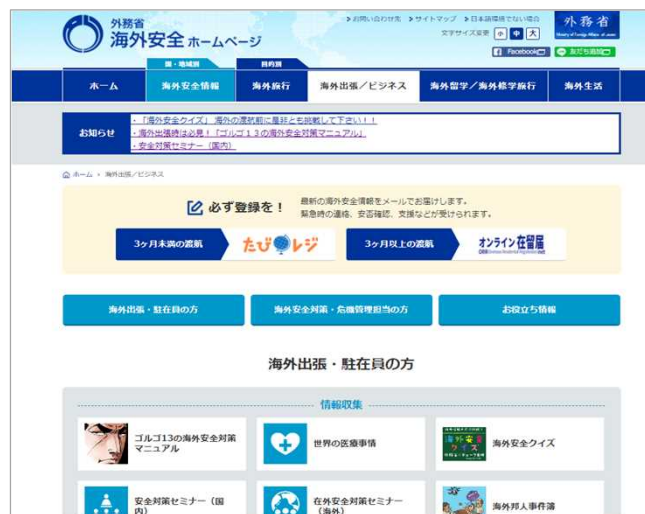 外務省
海外安全 ホームページ
お問い合わせ先 サイトマップ 日本語環境でない場合
文字サイズ変更 小 中 大
外務省
Ministry of Foreign Affairs of Japan
Facebook
友だち追加
国・地域別 目的別
ホーム 海外安全情報 海外旅行 海外出張／ビジネス 海外留学／海外修学旅行 海外生活
お知らせ
・「海外安全クイズ」 海外の渡航前に是非とも挑戦して下さい！！
・海外出張時は必見！「ゴルゴ１３の海外安全対策マニュアル」
・安全対策セミナー（国内）
ホーム › 海外出張／ビジネス
必ず登録を！
最新の海外安全情報をメールでお届けします。
緊急時の連絡、安否確認、支援などが受けられます。
3ヶ月未満の渡航 たびレジ 3ヶ月以上の渡航 オンライン在留届
海外出張・駐在員の方 海外安全対策・危機管理担当の方 お役立ち情報
海外出張・駐在員の方
情報収集
ゴルゴ13の海外安全対策
マニュアル
世界の医療事情
海外安全クイズ
海外安全クイズ
安全対策セミナー（国
内）
在外安全対策セミナー
（海外）
海外邦人事件簿